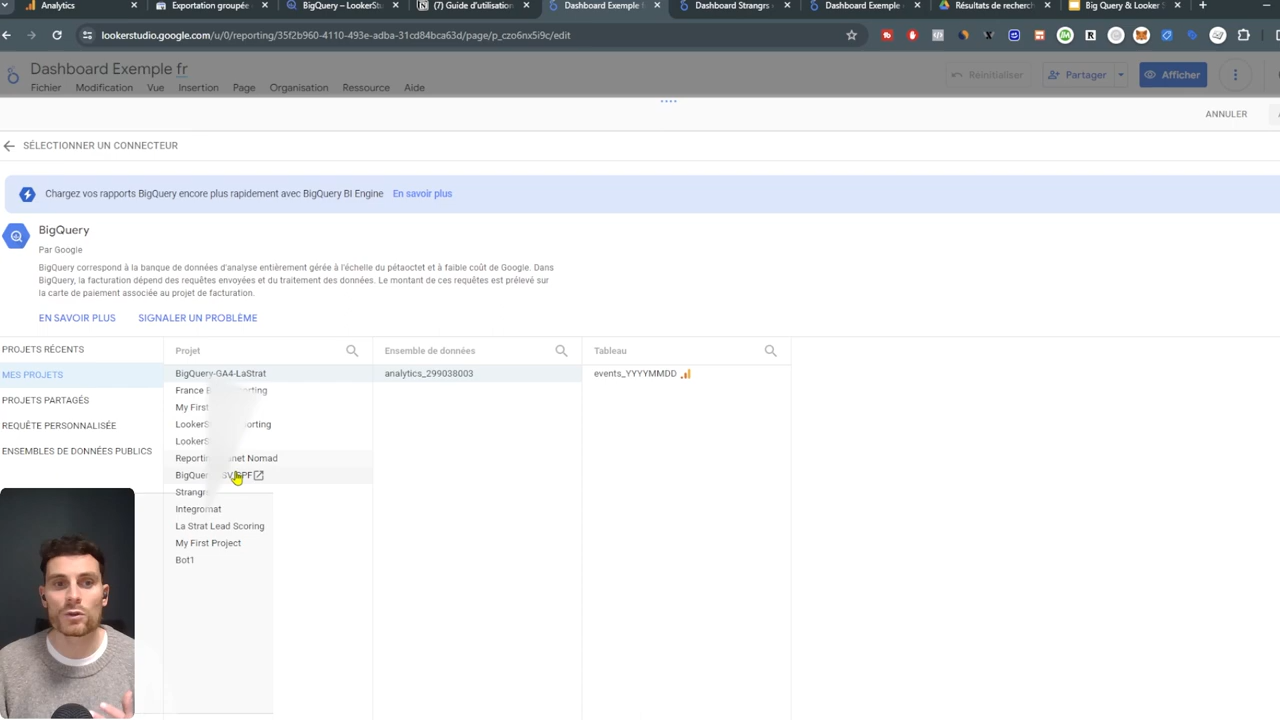 Analytics
Exportation groupée
BigQuery – LookerSt
(7) Guide d'utilisation
Dashboard Exemple f
Dashboard Strangrs
Dashboard Exemple
Résultats de recherc
Big Query & Looker S
lookerstudio.google.com/u/0/reporting/35f2b960-4110-493e-adba-31cd84bca63d/page/p_czo6nx5i9c/edit
Dashboard Exemple fr
Réinitialiser
Partager
Afficher
Fichier Modification Vue Insertion Page Organisation Ressource Aide
ANNULER
SÉLECTIONNER UN CONNECTEUR
Chargez vos rapports BigQuery encore plus rapidement avec BigQuery BI Engine En savoir plus
BigQuery
Par Google
BigQuery correspond à la banque de données d'analyse entièrement gérée à l'échelle du pétaoctet et à faible coût de Google. Dans
BigQuery, la facturation dépend des requêtes envoyées et du traitement des données. Le montant de ces requêtes est prélevé sur
la carte de paiement associée au projet de facturation.
EN SAVOIR PLUS SIGNALER UN PROBLÈME
PROJETS RÉCENTS
MES PROJETS
PROJETS PARTAGÉS
REQUÊTE PERSONNALISÉE
ENSEMBLES DE DONNÉES PUBLICS
Projet
BigQuery-GA4-LaStrat
France
My First
Nomad
Integromat
La Strat Lead Scoring
My First Project
Bot1
Ensemble de données
analytics_299038003
Tableau
events_YYYYMMDD